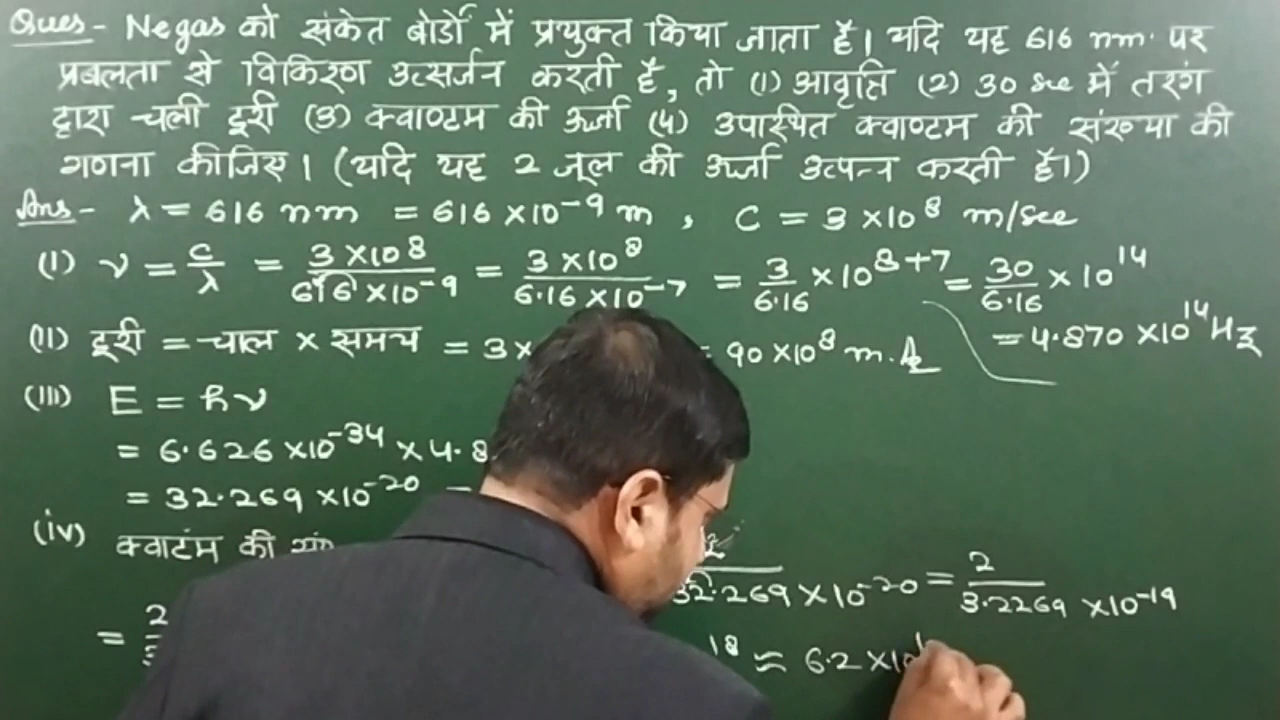 Ques - Negas को संकेत बोर्डों में प्रयुक्त किया जाता है। यदि यह 616 nm. पर
प्रबलता से विकिरण उत्सर्जन करती है, तो (1) आवृत्ति (2) 30 sec में तरंग
द्वारा चली दूरी (3) क्वाण्टम की ऊर्जा (4) उपास्थित क्वाण्टम की संख्या की
गणना कीजिए। (यदि यह 2 जूल की ऊर्जा उत्पन्न करती है।)
Ans - λ = 616 nm = 616 × 10⁻⁹ m , C = 3 × 10⁸ m/sec
(I) ν = C/λ = 3 × 10⁸ / 616 × 10⁻⁹ = 3 × 10⁸ / 6.16 × 10⁻⁷ = 3/6.16 × 10⁸⁺⁷ = 30/6.16 × 10¹⁴
= 4.870 × 10¹⁴ Hz
(II) दूरी = चाल × समय = 3 × = 90 × 10⁸ m.
(III) E = hν
= 6.626 × 10⁻³⁴ × 4.8
= 32.269 × 10⁻²⁰ =
(iv) क्वाटंम की 2 / 32.269 × 10⁻²⁰ = 2 / 3.2269 × 10⁻¹⁹
= 2/3 18 ≈ 6.2 × 10